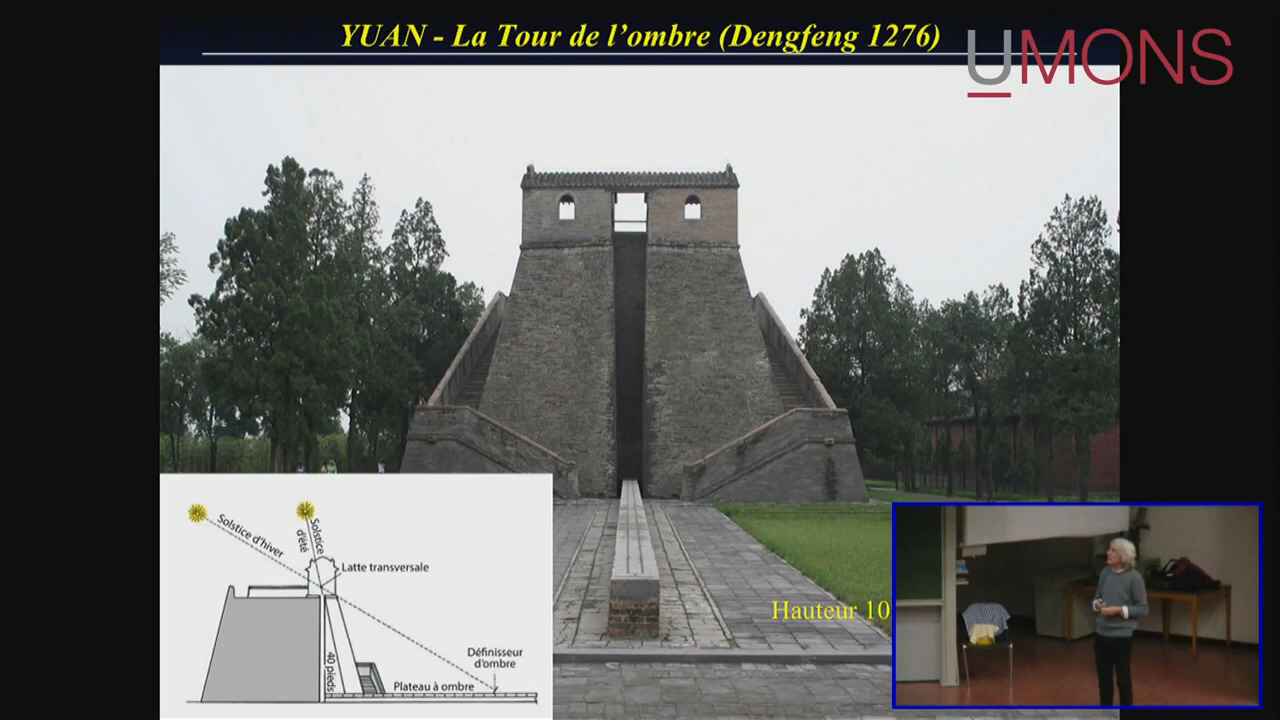 YUAN - La Tour de l'ombre (Dengfeng 1276)
UMONS
Solstice d'hiver
Solstice
d'été
Latte transversale
40 pieds
Définisseur
d'ombre
Plateau à ombre
Hauteur 10